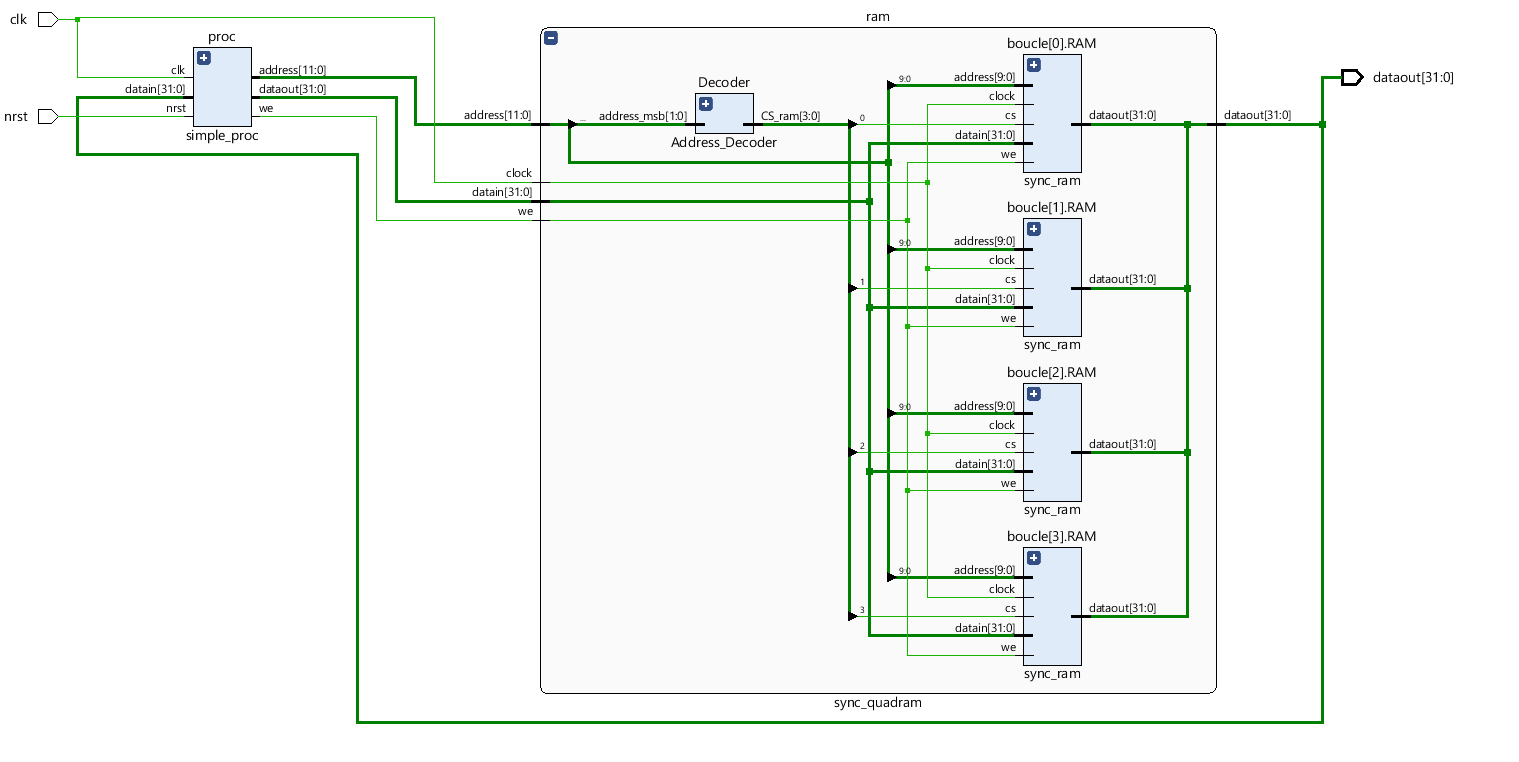 clk
proc
clk
address[11:0]
datain[31:0]
dataout[31:0]
nrst
nrst
we
simple_proc
ram
address[11:0]
clock
datain[31:0]
we
Decoder
address_msb[1:0]
CS_ram[3:0]
Address_Decoder
boucle[0].RAM
9:0
address[9:0]
clock
0
cs
dataout[31:0]
datain[31:0]
we
sync_ram
boucle[1].RAM
9:0
address[9:0]
clock
1
cs
dataout[31:0]
datain[31:0]
we
sync_ram
boucle[2].RAM
9:0
address[9:0]
clock
2
cs
dataout[31:0]
datain[31:0]
we
sync_ram
boucle[3].RAM
9:0
address[9:0]
clock
3
cs
dataout[31:0]
datain[31:0]
we
sync_ram
sync_quadram
dataout[31:0]
dataout[31:0]